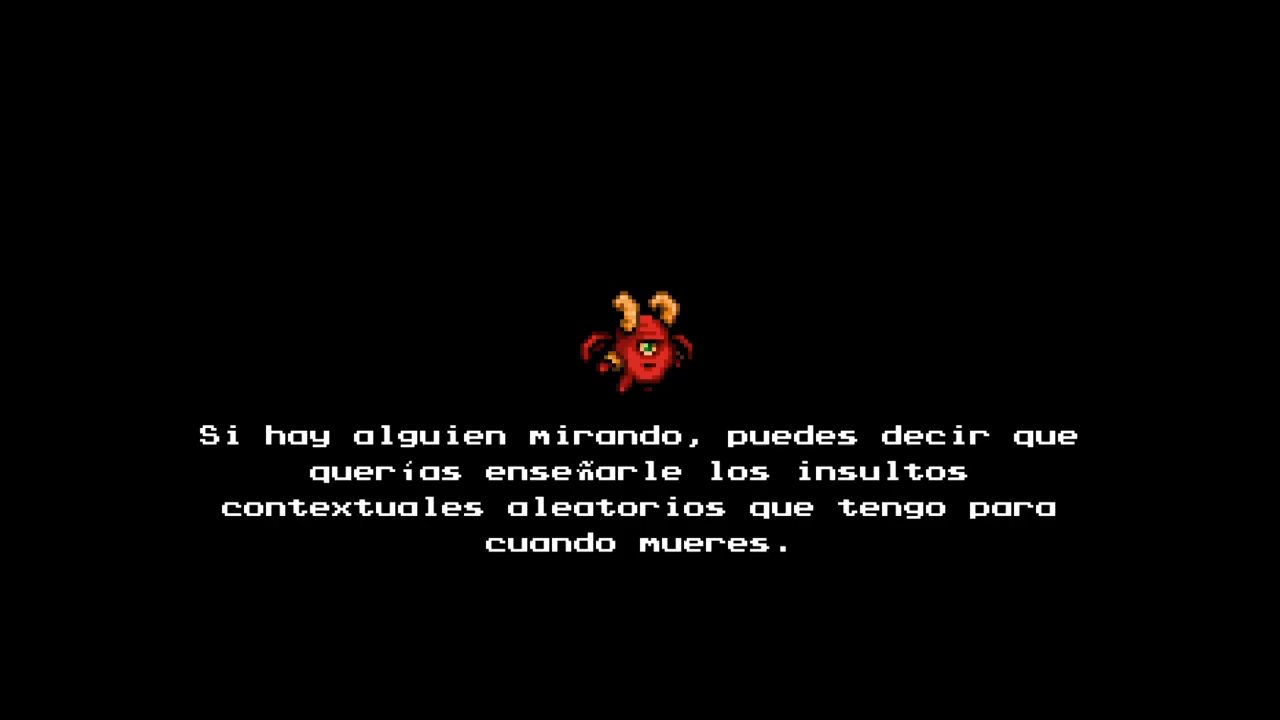 Si hay alguien mirando, puedes decir que
querías enseñarle los insultos
contextuales aleatorios que tengo para
cuando mueres.